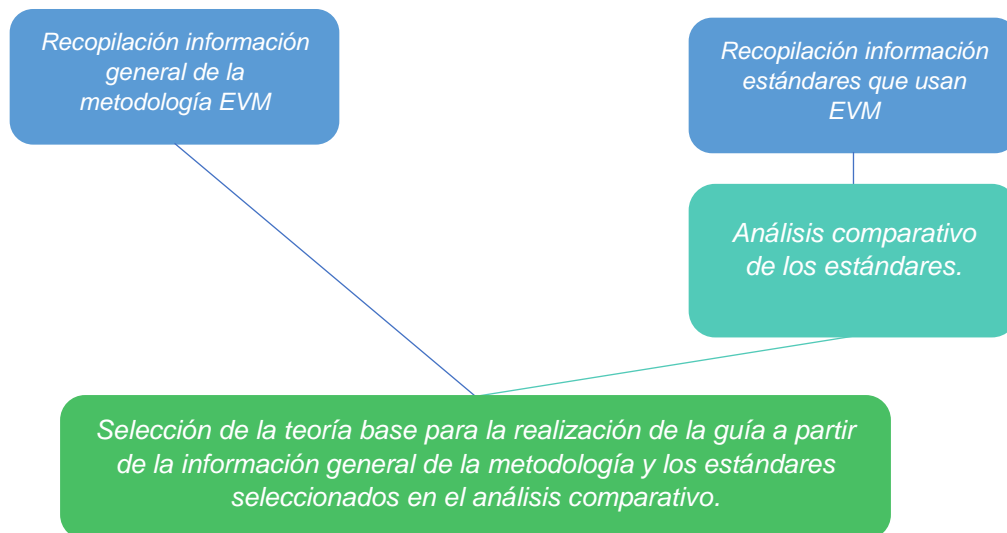 Recopilación información
general de la
metodología EVM
Recopilación información
estándares que usan
EVM
Análisis comparativo
de los estándares.
Selección de la teoría base para la realización de la guía a partir
de la información general de la metodología y los estándares
seleccionados en el análisis comparativo.